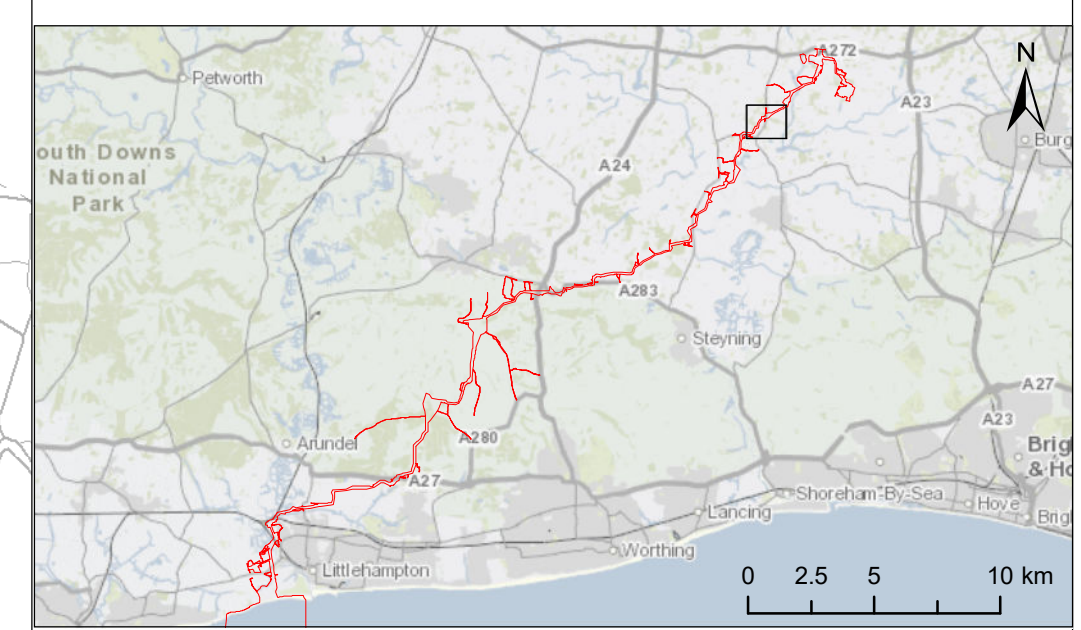 A272
N
Petworth
A23
Burg
outh Downs
National
Park
A24
A283
Steyning
A27
A23
Arundel
A280
Brig
& Ho
A27
Shoreham-By-Sea
Hove
Lancing
Brig
Worthing
Littlehampton
0 2.5 5 10 km